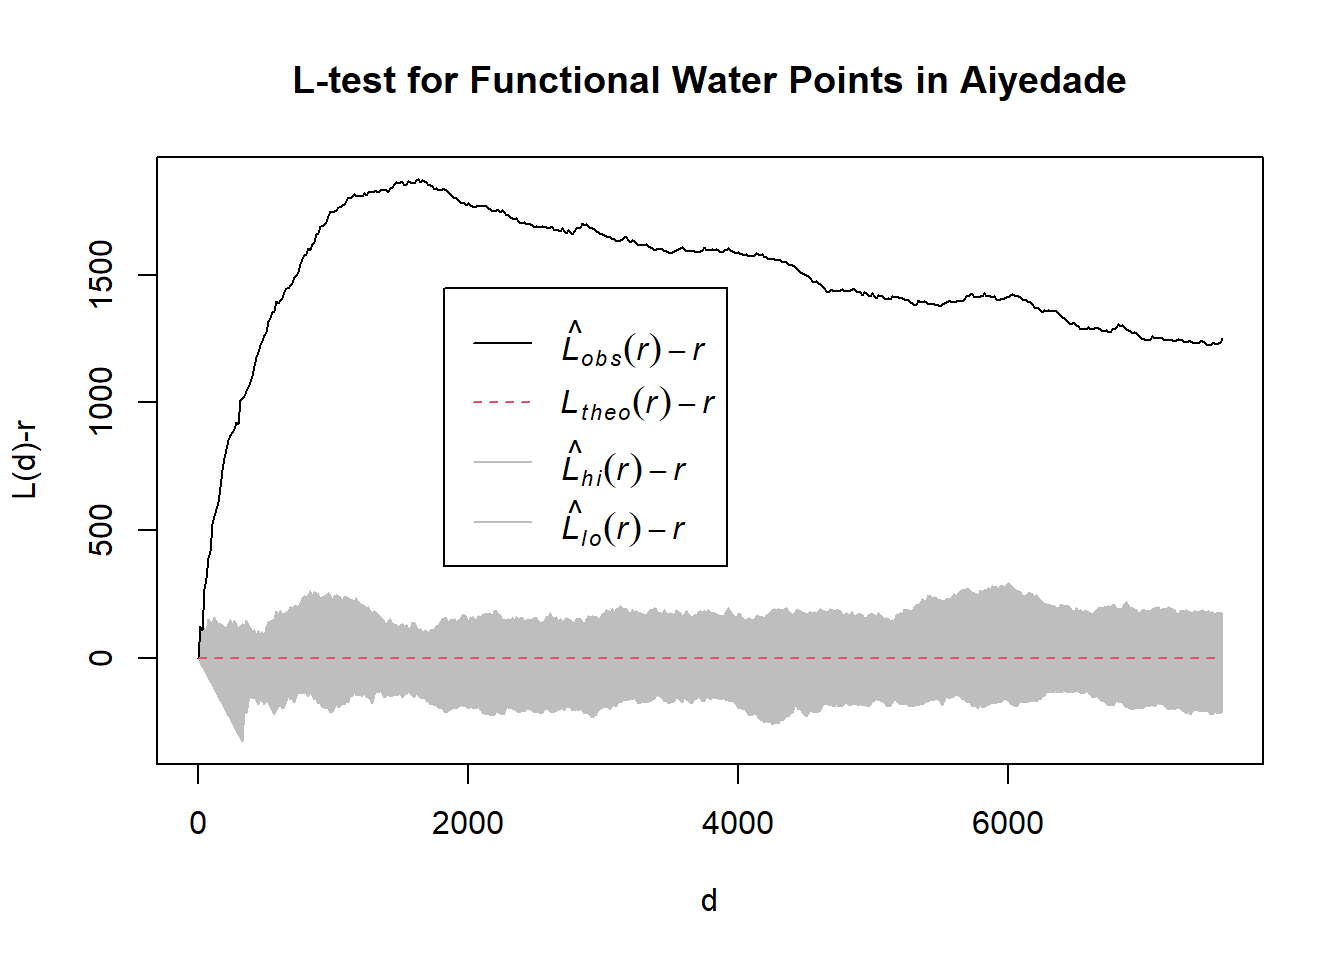 L-test for Functional Water Points in Aiyedade
L(d)-r
1500
1000
500
0
L̂obs(r) – r
Ltheo(r) – r
L̂hi(r) – r
L̂lo(r) – r
0 2000 4000 6000
d